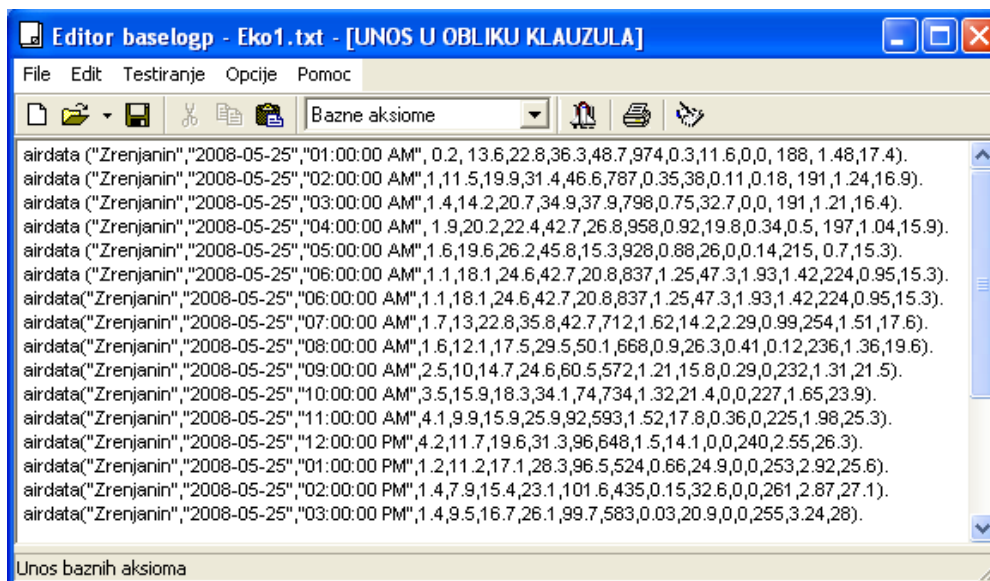 Editor baselogp - Eko1.txt - [UNOS U OBLIKU KLAUZULA]
File Edit Testiranje Opcije Pomoc
Bazne aksiome
airdata ("Zrenjanin","2008-05-25","01:00:00 AM", 0.2, 13.6,22.8,36.3,48.7,974,0.3,11.6,0,0, 188, 1.48,17.4).
airdata ("Zrenjanin","2008-05-25","02:00:00 AM",1,11.5,19.9,31.4,46.6,787,0.35,38,0.11,0.18, 191,1.24,16.9).
airdata ("Zrenjanin","2008-05-25","03:00:00 AM",1.4,14.2,20.7,34.9,37.9,798,0.75,32.7,0,0, 191,1.21,16.4).
airdata ("Zrenjanin","2008-05-25","04:00:00 AM", 1.9,20.2,22.4,42.7,26.8,958,0.92,19.8,0.34,0.5, 197,1.04,15.9).
airdata ("Zrenjanin","2008-05-25","05:00:00 AM",1.6,19.6,26.2,45.8,15.3,928,0.88,26,0,0.14,215, 0.7,15.3).
airdata ("Zrenjanin","2008-05-25","06:00:00 AM",1.1,18.1,24.6,42.7,20.8,837,1.25,47.3,1.93,1.42,224,0.95,15.3).
airdata("Zrenjanin","2008-05-25","06:00:00 AM",1.1,18.1,24.6,42.7,20.8,837,1.25,47.3,1.93,1.42,224,0.95,15.3).
airdata("Zrenjanin","2008-05-25","07:00:00 AM",1.7,13,22.8,35.8,42.7,712,1.62,14.2,2.29,0.99,254,1.51,17.6).
airdata("Zrenjanin","2008-05-25","08:00:00 AM",1.6,12.1,17.5,29.5,50.1,668,0.9,26.3,0.41,0.12,236,1.36,19.6).
airdata("Zrenjanin","2008-05-25","09:00:00 AM",2.5,10,14.7,24.6,60.5,572,1.21,15.8,0.29,0,232,1.31,21.5).
airdata("Zrenjanin","2008-05-25","10:00:00 AM",3.5,15.9,18.3,34.1,74,734,1.32,21.4,0,0,227,1.65,23.9).
airdata("Zrenjanin","2008-05-25","11:00:00 AM",4.1,9.9,15.9,25.9,92,593,1.52,17.8,0.36,0,225,1.98,25.3).
airdata("Zrenjanin","2008-05-25","12:00:00 PM",4.2,11.7,19.6,31.3,96,648,1.5,14.1,0,0,240,2.55,26.3).
airdata("Zrenjanin","2008-05-25","01:00:00 PM",1.2,11.2,17.1,28.3,96.5,524,0.66,24.9,0,0,253,2.92,25.6).
airdata("Zrenjanin","2008-05-25","02:00:00 PM",1.4,7.9,15.4,23.1,101.6,435,0.15,32.6,0,0,261,2.87,27.1).
airdata("Zrenjanin","2008-05-25","03:00:00 PM",1.4,9.5,16.7,26.1,99.7,583,0.03,20.9,0,0,255,3.24,28).
Unos baznih aksioma